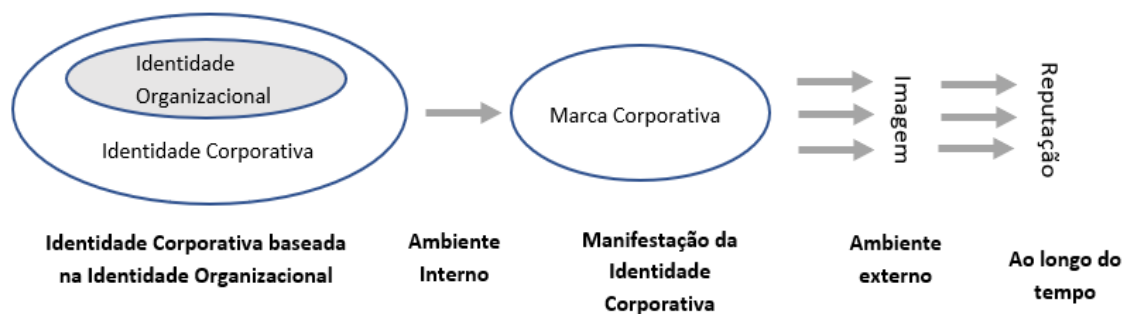 Identidade
Organizacional
Identidade Corporativa
Marca Corporativa
Imagem
Reputação
Identidade Corporativa baseada
na Identidade Organizacional
Ambiente
Interno
Manifestação da
Identidade
Corporativa
Ambiente
externo
Ao longo do
tempo